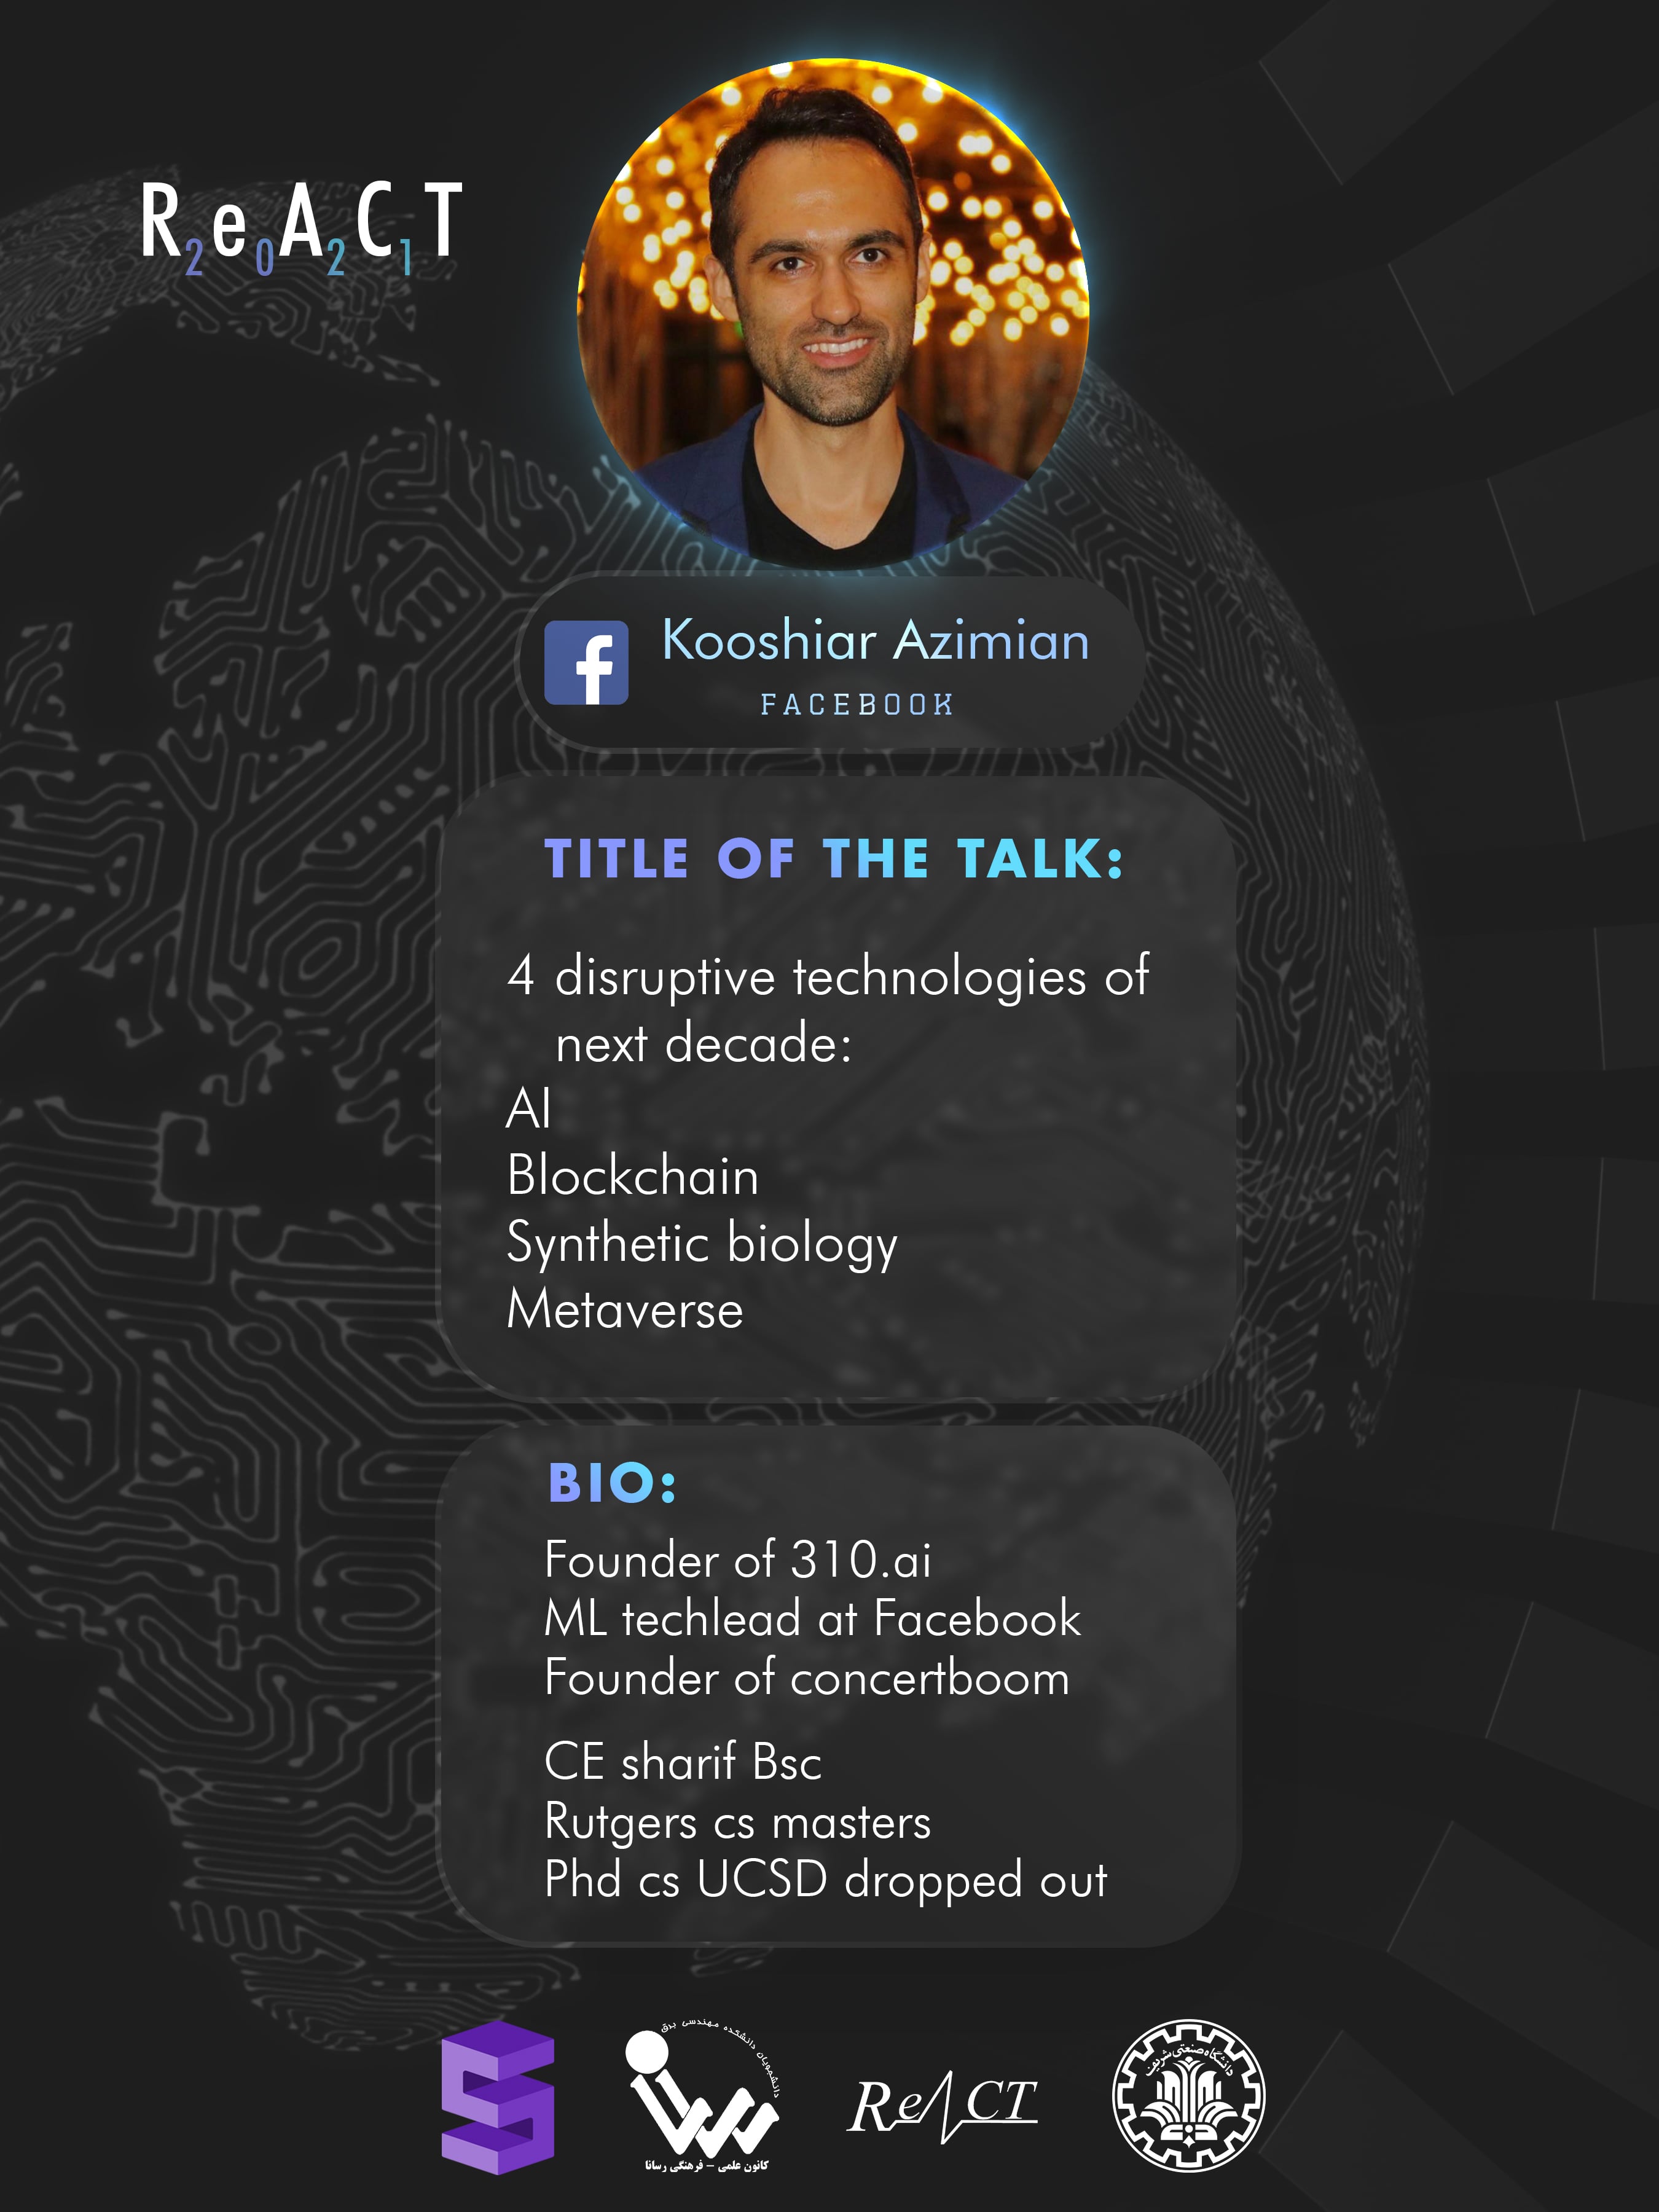 ReACT
2021
Kooshiar Azimian
FACEBOOK
TITLE OF THE TALK:
4 disruptive technologies of
next decade:
AI
Blockchain
Synthetic biology
Metaverse
BIO:
Founder of 310.ai
ML techlead at Facebook
Founder of concertboom
CE sharif Bsc
Rutgers cs masters
Phd cs UCSD dropped out
دانشجویان دانشکده مهندسی برق
کانون علمی – فرهنگی رسانا
ReACT
دانشگاه صنعتی شریف